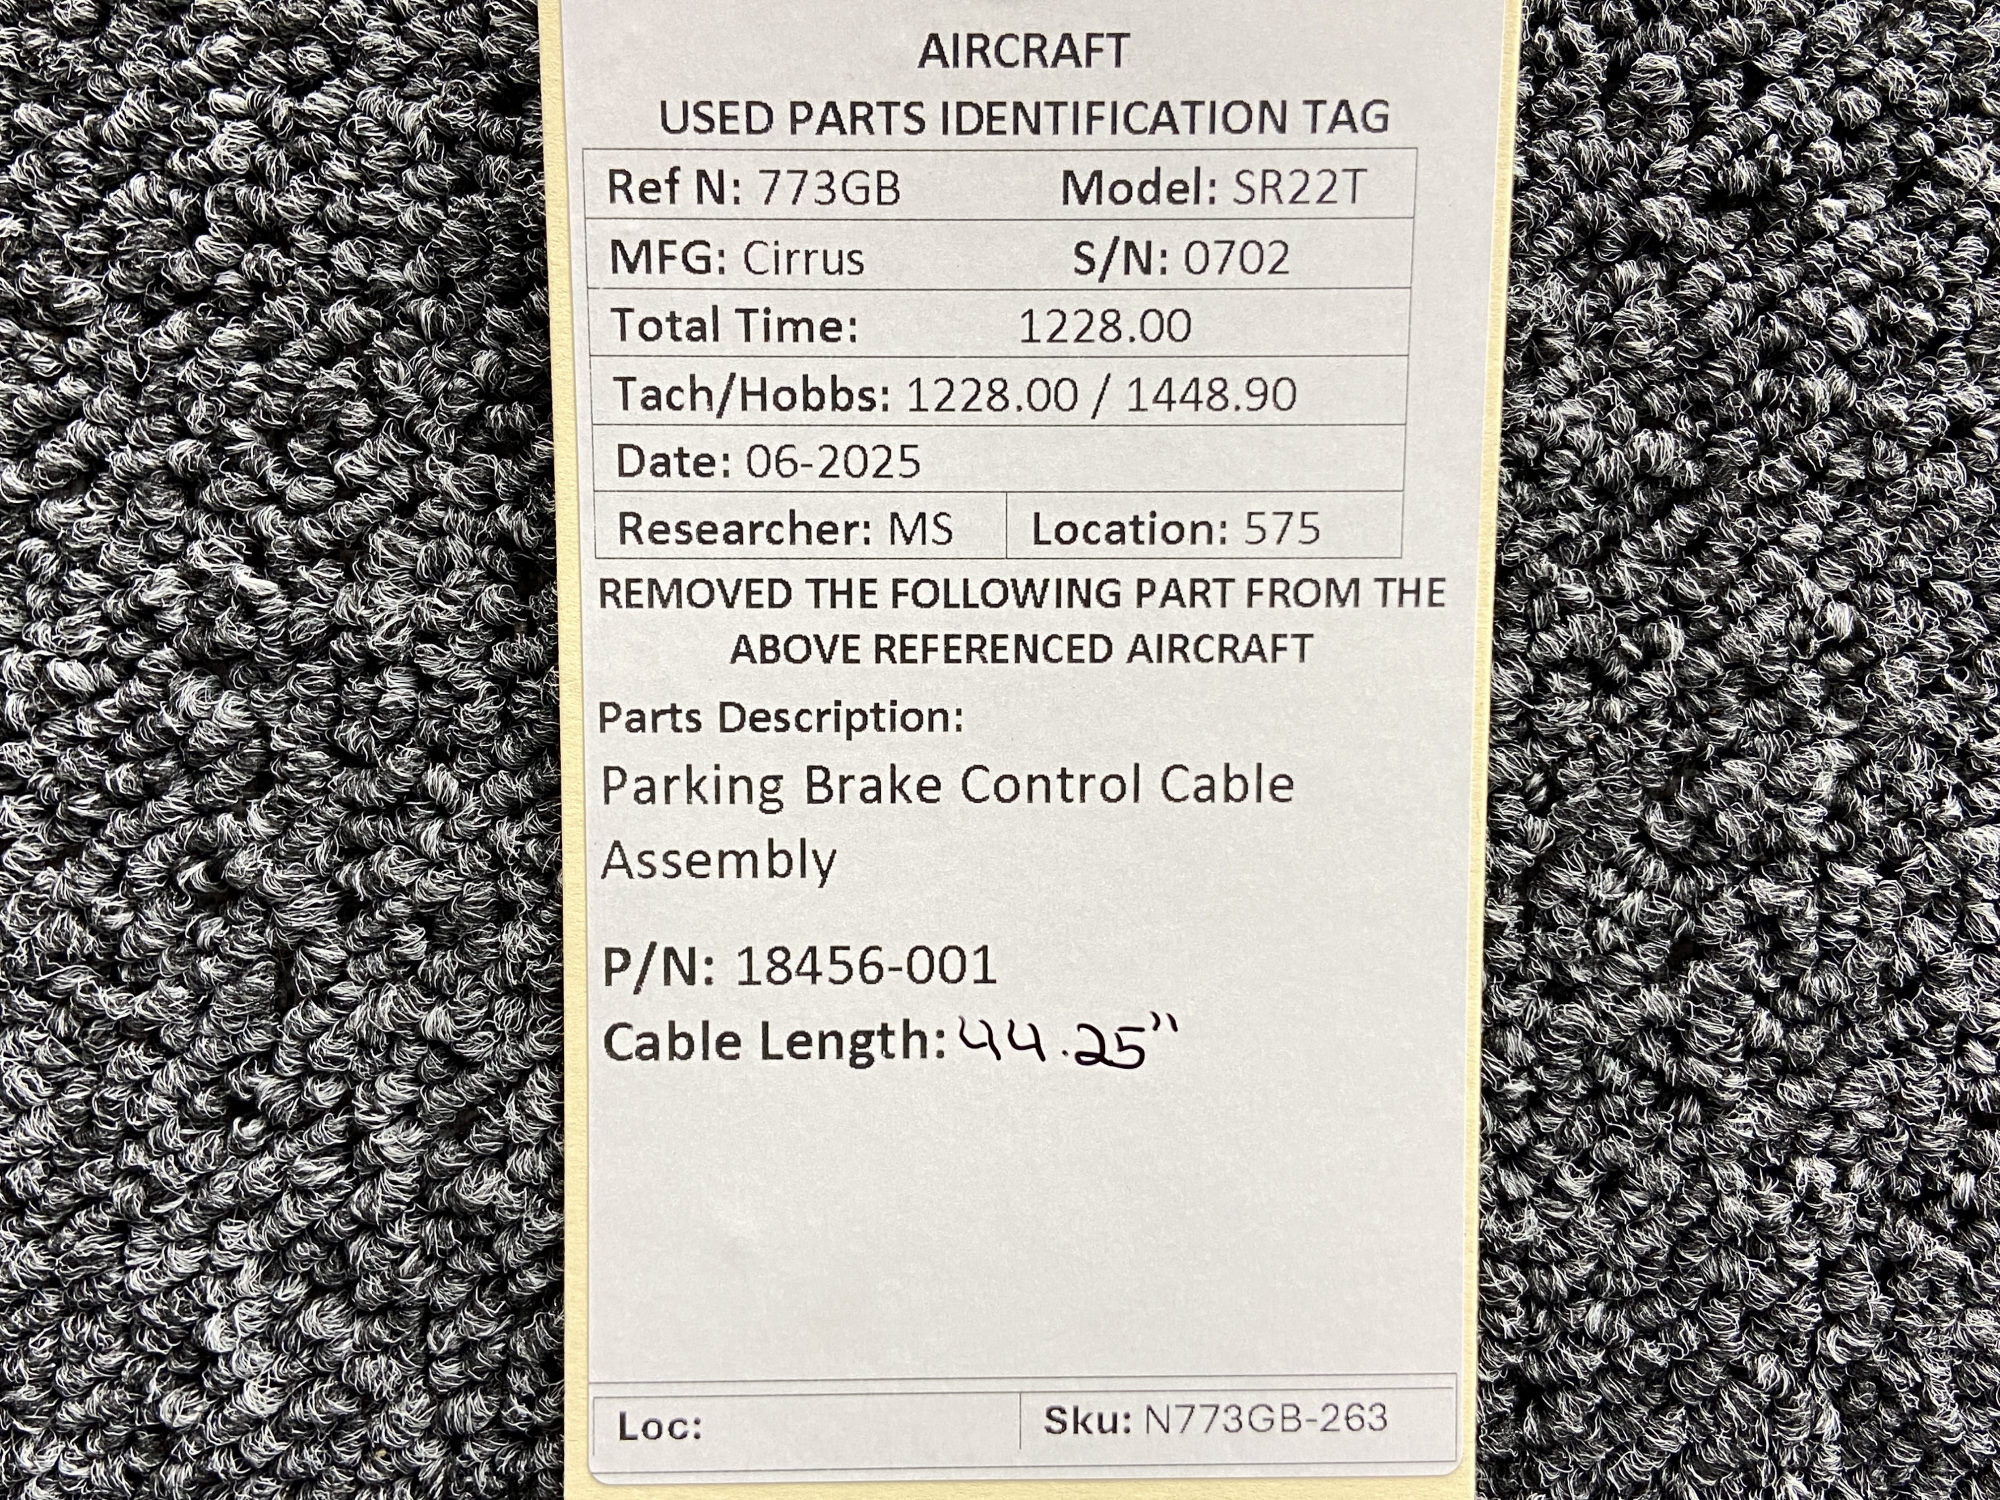 AIRCRAFT
USED PARTS IDENTIFICATION TAG
Ref N: 773GB Model: SR22T
MFG: Cirrus S/N: 0702
Total Time: 1228.00
Tach/Hobbs: 1228.00 / 1448.90
Date: 06-2025
Researcher: MS Location: 575
REMOVED THE FOLLOWING PART FROM THE
ABOVE REFERENCED AIRCRAFT
Parts Description:
Parking Brake Control Cable
Assembly
P/N: 18456-001
Cable Length: 44.25"
Loc: Sku: N773GB-263